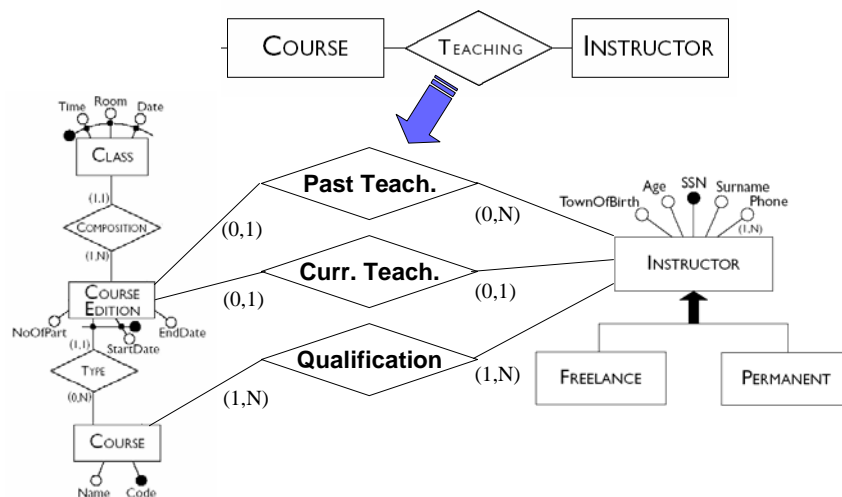 COURSE TEACHING INSTRUCTOR
Time Room Date
CLASS
(1,1)
COMPOSITION
(1,N)
COURSE
EDITION
NoOfPart
StartDate
EndDate
(1,1)
TYPE
(0,N)
COURSE
Name Code
Past Teach.
(0,1) (0,N)
Curr. Teach.
(0,1) (0,1)
Qualification
(1,N) (1,N)
TownOfBirth Age SSN Surname Phone
(1,N)
INSTRUCTOR
FREELANCE PERMANENT